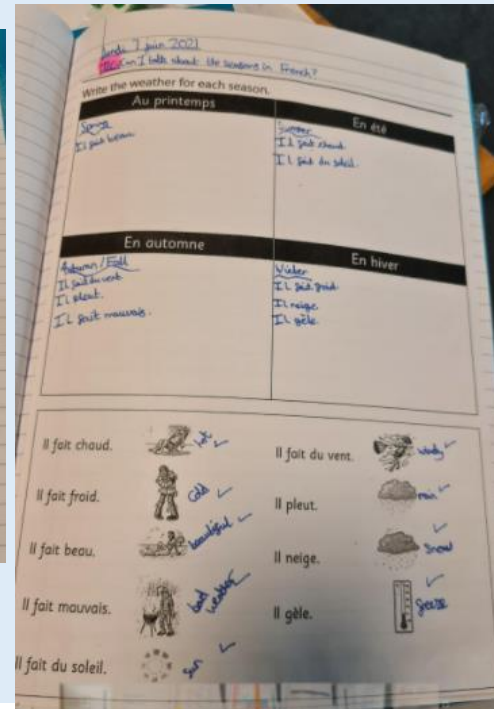 lundi 7 juin 2021
Can I talk about the seasons in French?
Write the weather for each season.
Au printemps
Spring
Il fait beau.
En été
Summer
Il fait chaud.
Il fait du soleil.
En automne
Autumn / Fall
Il fait du vent
Il pleut.
Il fait mauvais.
En hiver
Winter
Il fait froid.
Il neige.
Il gèle.
Il fait chaud. hot
Il fait froid. cold
Il fait beau. beautiful
Il fait mauvais. bad weather
Il fait du soleil. sun
Il fait du vent. windy
Il pleut. rain
Il neige. snow
Il gèle. freeze